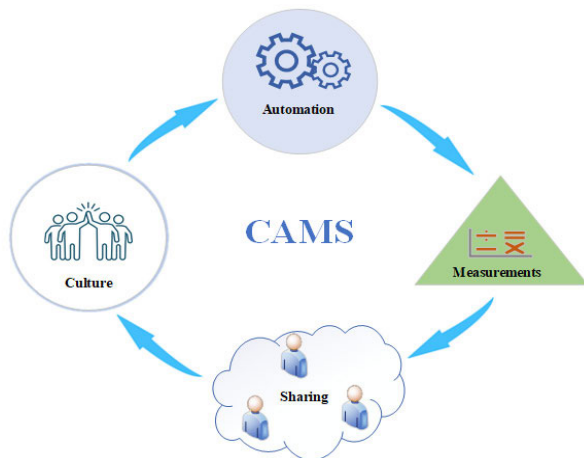 Automation
CAMS
Culture
Measurements
Sharing